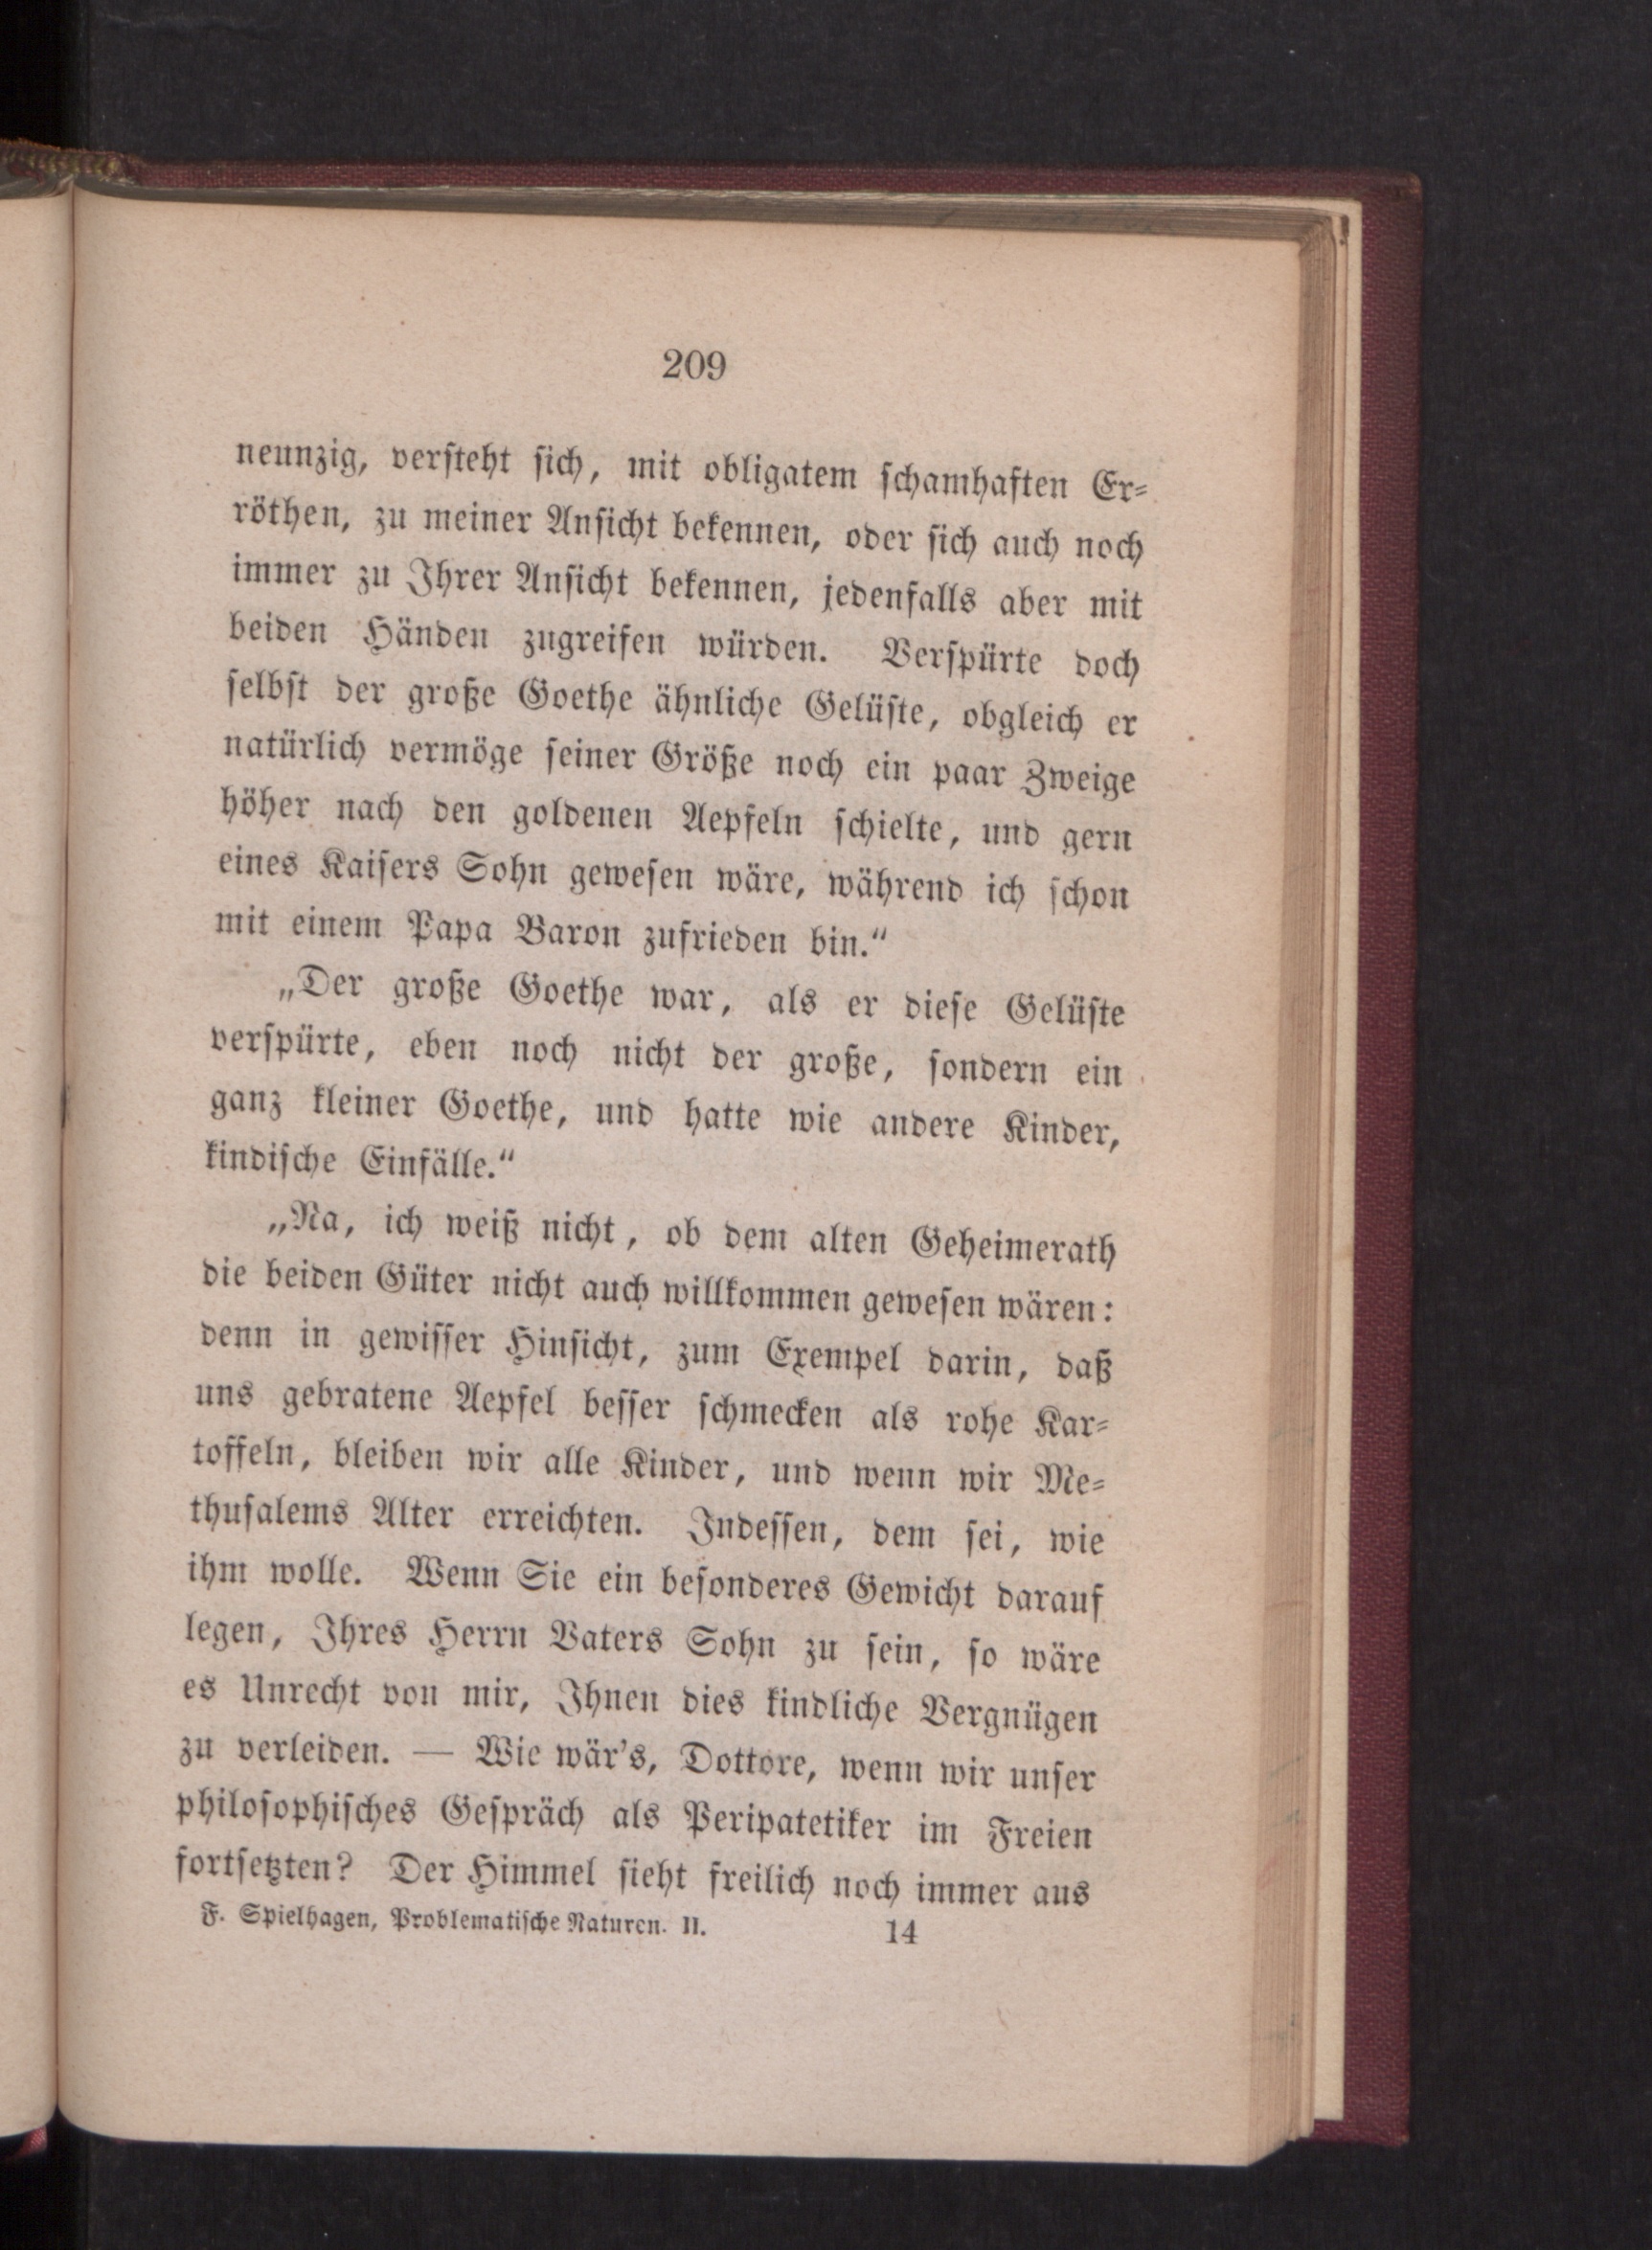 209
neunzig, versteht sich, mit obligatem schamhaften Er-
röthen, zu meiner Ansicht bekennen, oder sich auch noch
immer zu Ihrer Ansicht bekennen, jedenfalls aber mit
beiden Händen zugreifen würden. Verspürte doch
selbst der große Goethe ähnliche Gelüste, obgleich er
natürlich vermöge seiner Größe noch ein paar Zweige
höher nach den goldenen Aepfeln schielte, und gern
eines Kaisers Sohn gewesen wäre, während ich schon
mit einem Papa Baron zufrieden bin.“
„Der große Goethe war, als er diese Gelüste
verspürte, eben noch nicht der große, sondern ein
ganz kleiner Goethe, und hatte wie andere Kinder,
kindische Einfälle.“
„Na, ich weiß nicht, ob dem alten Geheimerath
die beiden Güter nicht auch willkommen gewesen wären:
denn in gewisser Hinsicht, zum Exempel darin, daß
uns gebratene Aepfel besser schmecken als rohe Kar-
toffeln, bleiben wir alle Kinder, und wenn wir Me-
thusalems Alter erreichten. Indessen, dem sei, wie
ihm wolle. Wenn Sie ein besonderes Gewicht darauf
legen, Ihres Herrn Vaters Sohn zu sein, so wäre
es Unrecht von mir, Ihnen dies kindliche Vergnügen
zu verleiden. — Wie wär's, Dottore, wenn wir unser
philosophisches Gespräch als Peripatetiker im Freien
fortsetzten? Der Himmel sieht freilich noch immer aus
F. Spielhagen, Problematische Naturen. II. 14